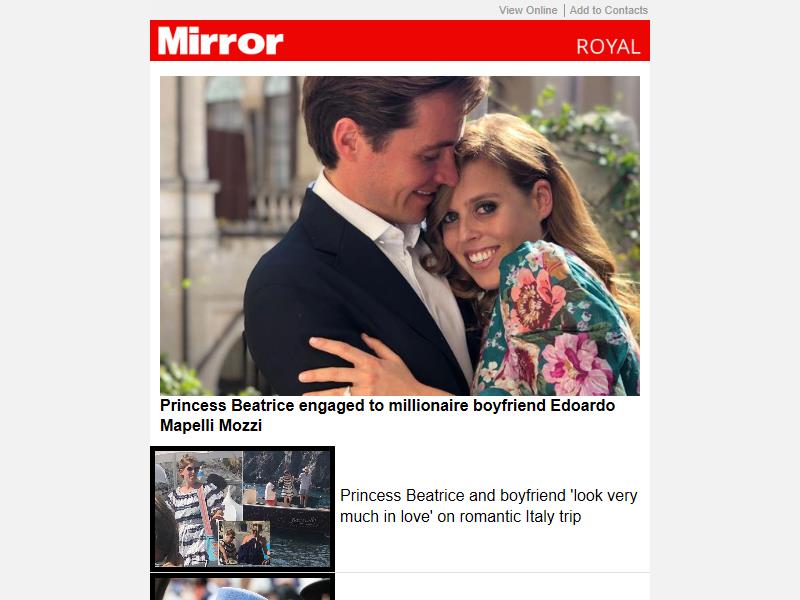 View Online | Add to Contacts
Mirror
ROYAL
Princess Beatrice engaged to millionaire boyfriend Edoardo
Mapelli Mozzi
Princess Beatrice and boyfriend 'look very
much in love' on romantic Italy trip